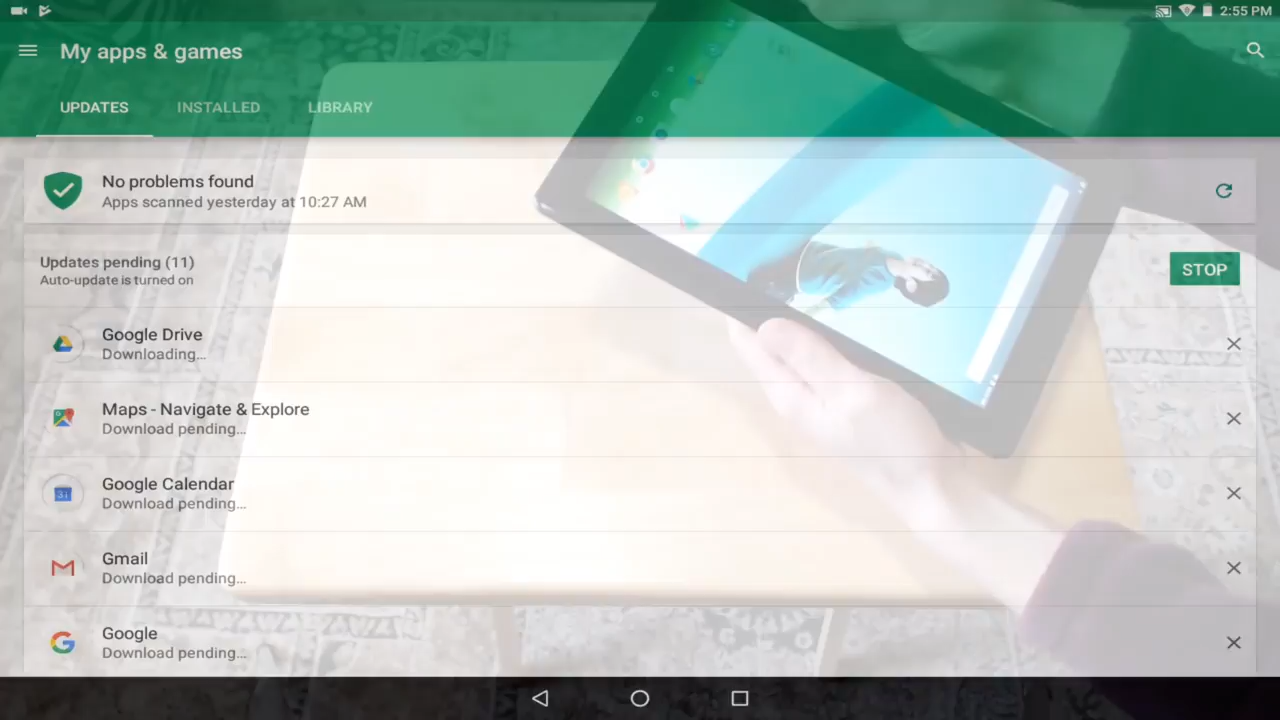 2:55 PM
My apps & games
UPDATES INSTALLED LIBRARY
No problems found
Apps scanned yesterday at 10:27 AM
Updates pending (11)
Auto-update is turned on
STOP
Google Drive
Downloading...
Maps - Navigate & Explore
Download pending...
31
Google Calendar
Download pending...
Gmail
Download pending...
Google
Download pending...